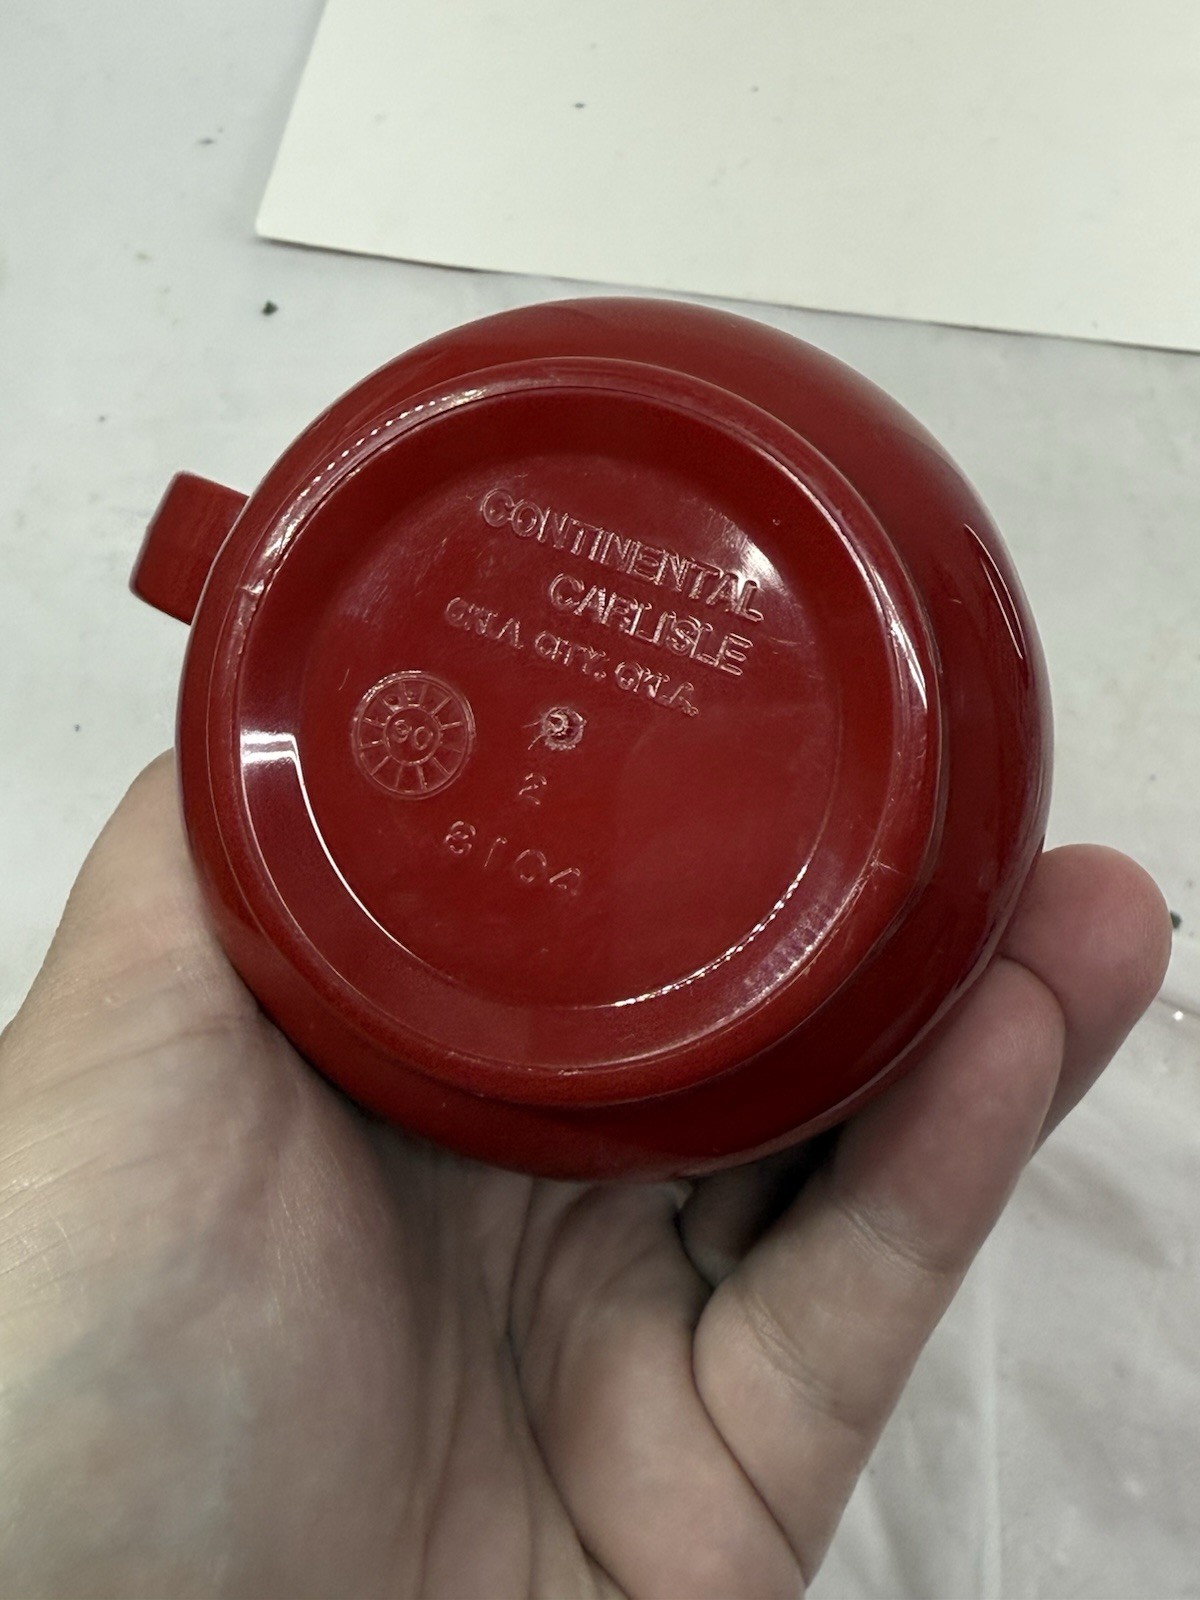 CONTINENTAL
CARLISLE
OKLA. CITY, OKLA.
90
2
8104